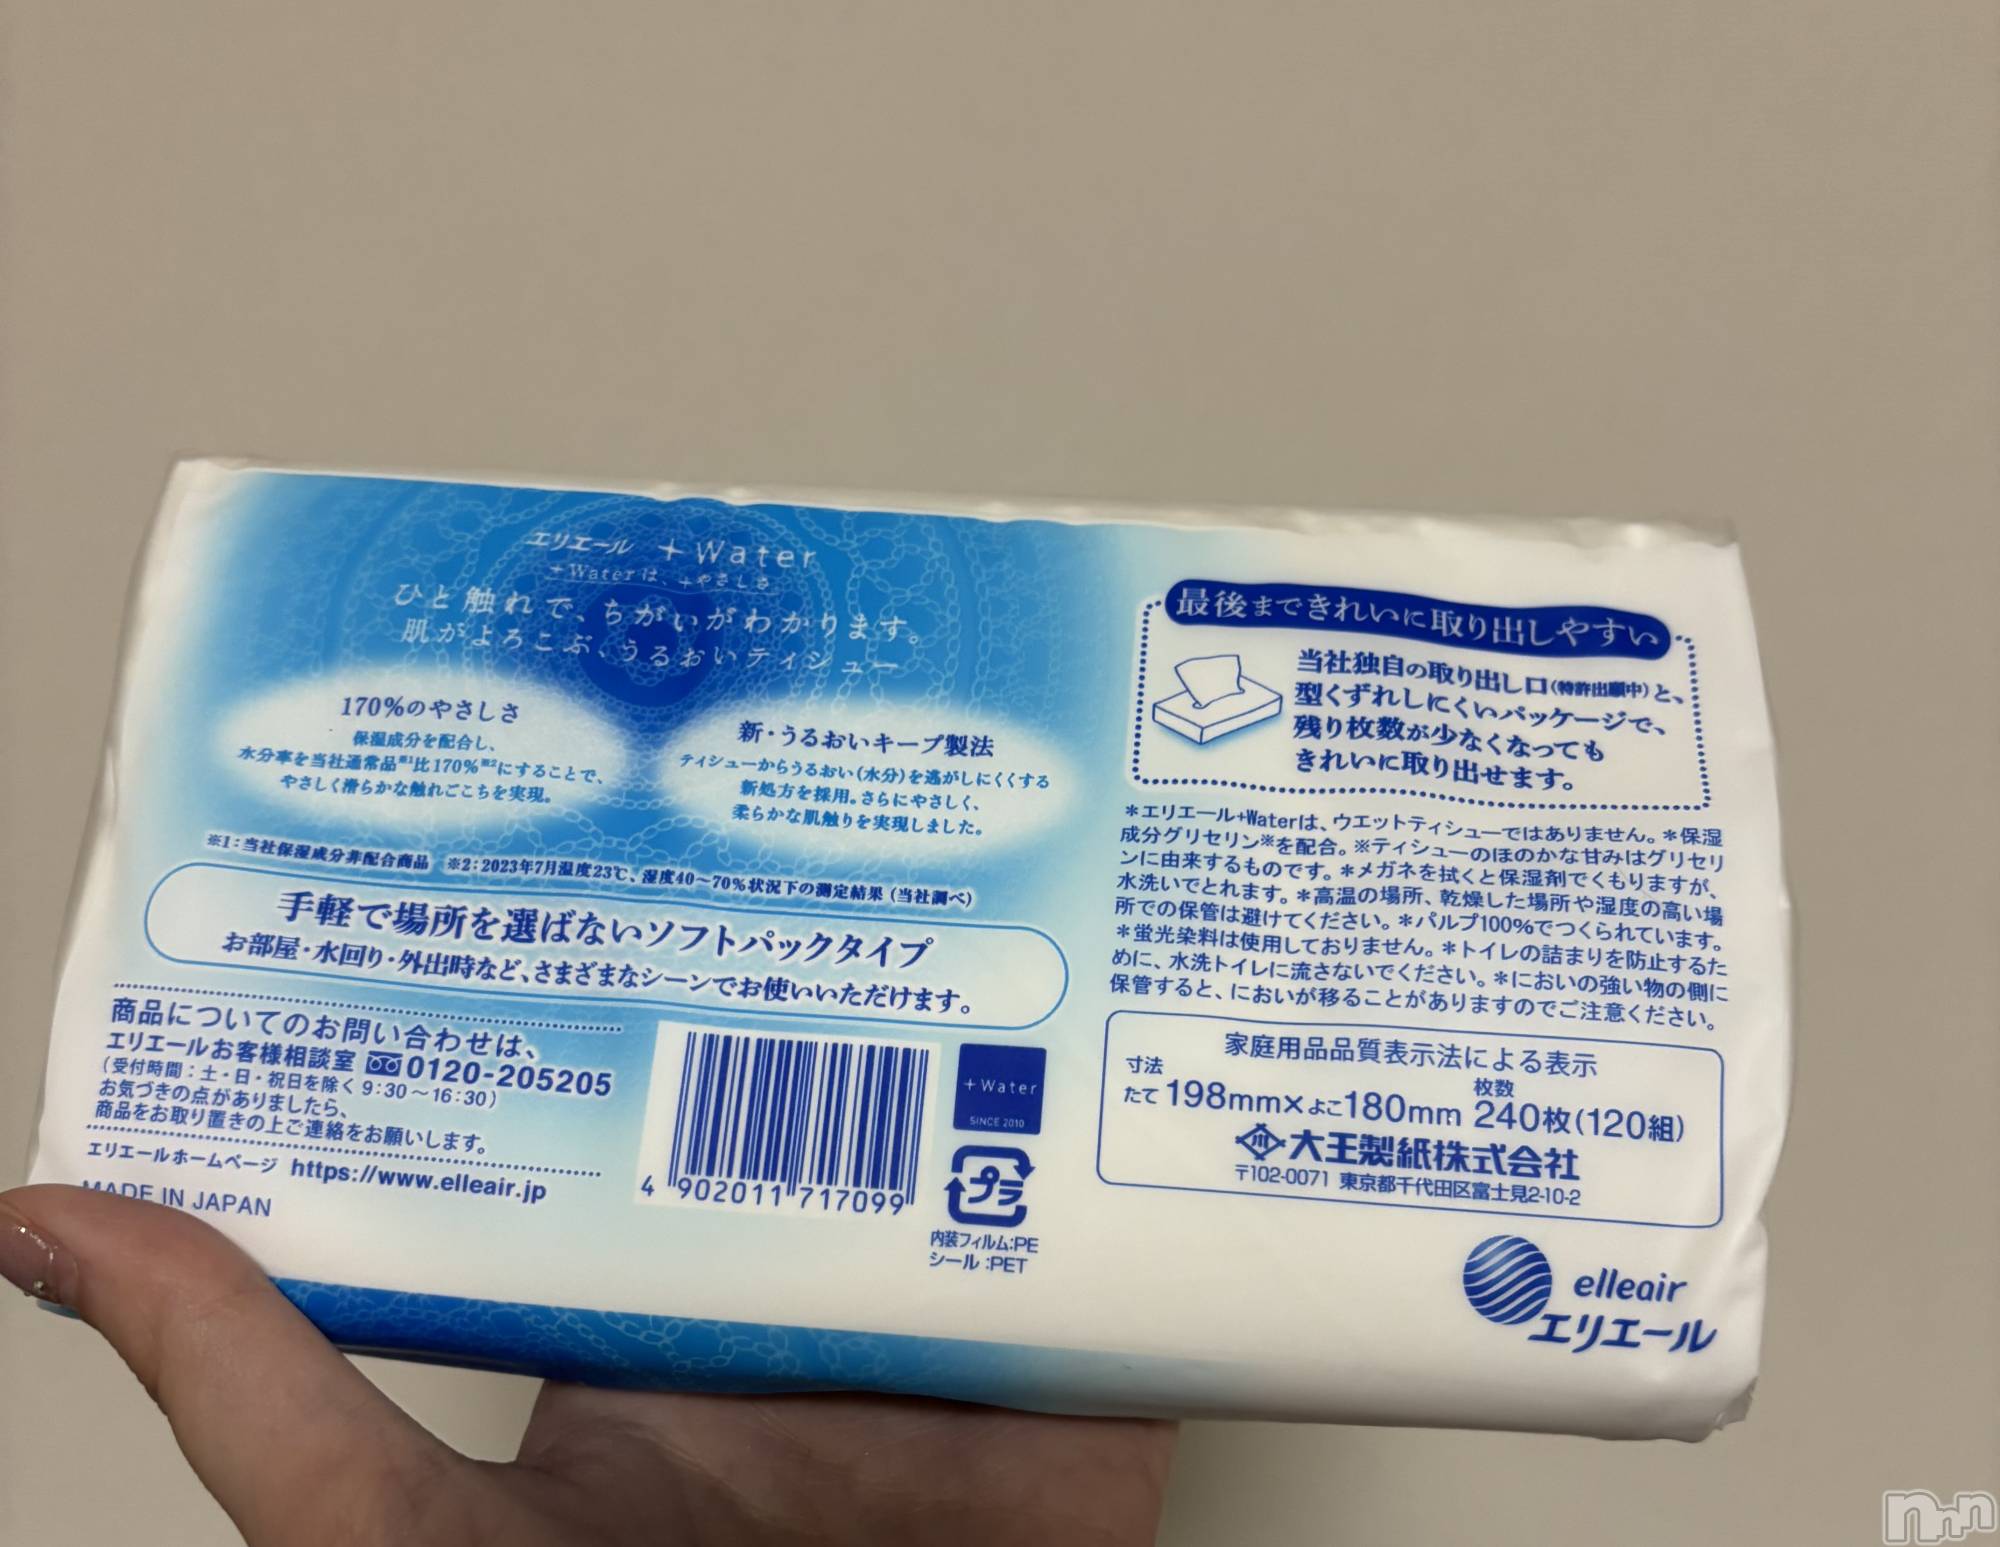 エリエール +Water
+Waterは、+やさしさ
ひと触れで、ちがいがわかります。
肌がよろこぶ、うるおいティシュー
170%のやさしさ
保湿成分を配合し、
水分率を当社通常品※1比170%※2にすることで、
やさしく滑らかな触れごこちを実現。
新・うるおいキープ製法
ティシューからうるおい(水分)を逃がしにくくする
新処方を採用。さらにやさしく、
柔らかな肌触りを実現しました。
※1:当社保湿成分非配合商品 ※2:2023年7月温度23℃、湿度40～70%状況下の測定結果(当社調べ)
手軽で場所を選ばないソフトパックタイプ
お部屋・水回り・外出時など、さまざまなシーンでお使いいただけます。
商品についてのお問い合わせは、
エリエールお客様相談室 0120-205205
(受付時間:土・日・祝日を除く 9:30～16:30)
お気づきの点がありましたら、
商品をお取り置きの上ご連絡をお願いします。
エリエールホームページ https://www.elleair.jp
MADE IN JAPAN
4 902011 717099
+Water
SINCE 2010
プラ
内装フィルム:PE
シール:PET
最後まできれいに取り出しやすい
当社独自の取り出し口(特許出願中)と、
型くずれしにくいパッケージで、
残り枚数が少なくなっても
きれいに取り出せます。
＊エリエール+Waterは、ウエットティシューではありません。＊保湿
成分グリセリン※を配合。※ティシューのほのかな甘みはグリセリ
ンに由来するものです。＊メガネを拭くと保湿剤でくもりますが、
水洗いでとれます。＊高温の場所、乾燥した場所や湿度の高い場
所での保管は避けてください。＊パルプ100%でつくられています。
＊蛍光染料は使用しておりません。＊トイレの詰まりを防止するた
めに、水洗トイレに流さないでください。＊においの強い物の側に
保管すると、においが移ることがありますのでご注意ください。
家庭用品品質表示法による表示
寸法 枚数
たて198mm×よこ180mm 240枚(120組)
大王製紙株式会社
〒102-0071 東京都千代田区富士見2-10-2
elleair
エリエール
nnn